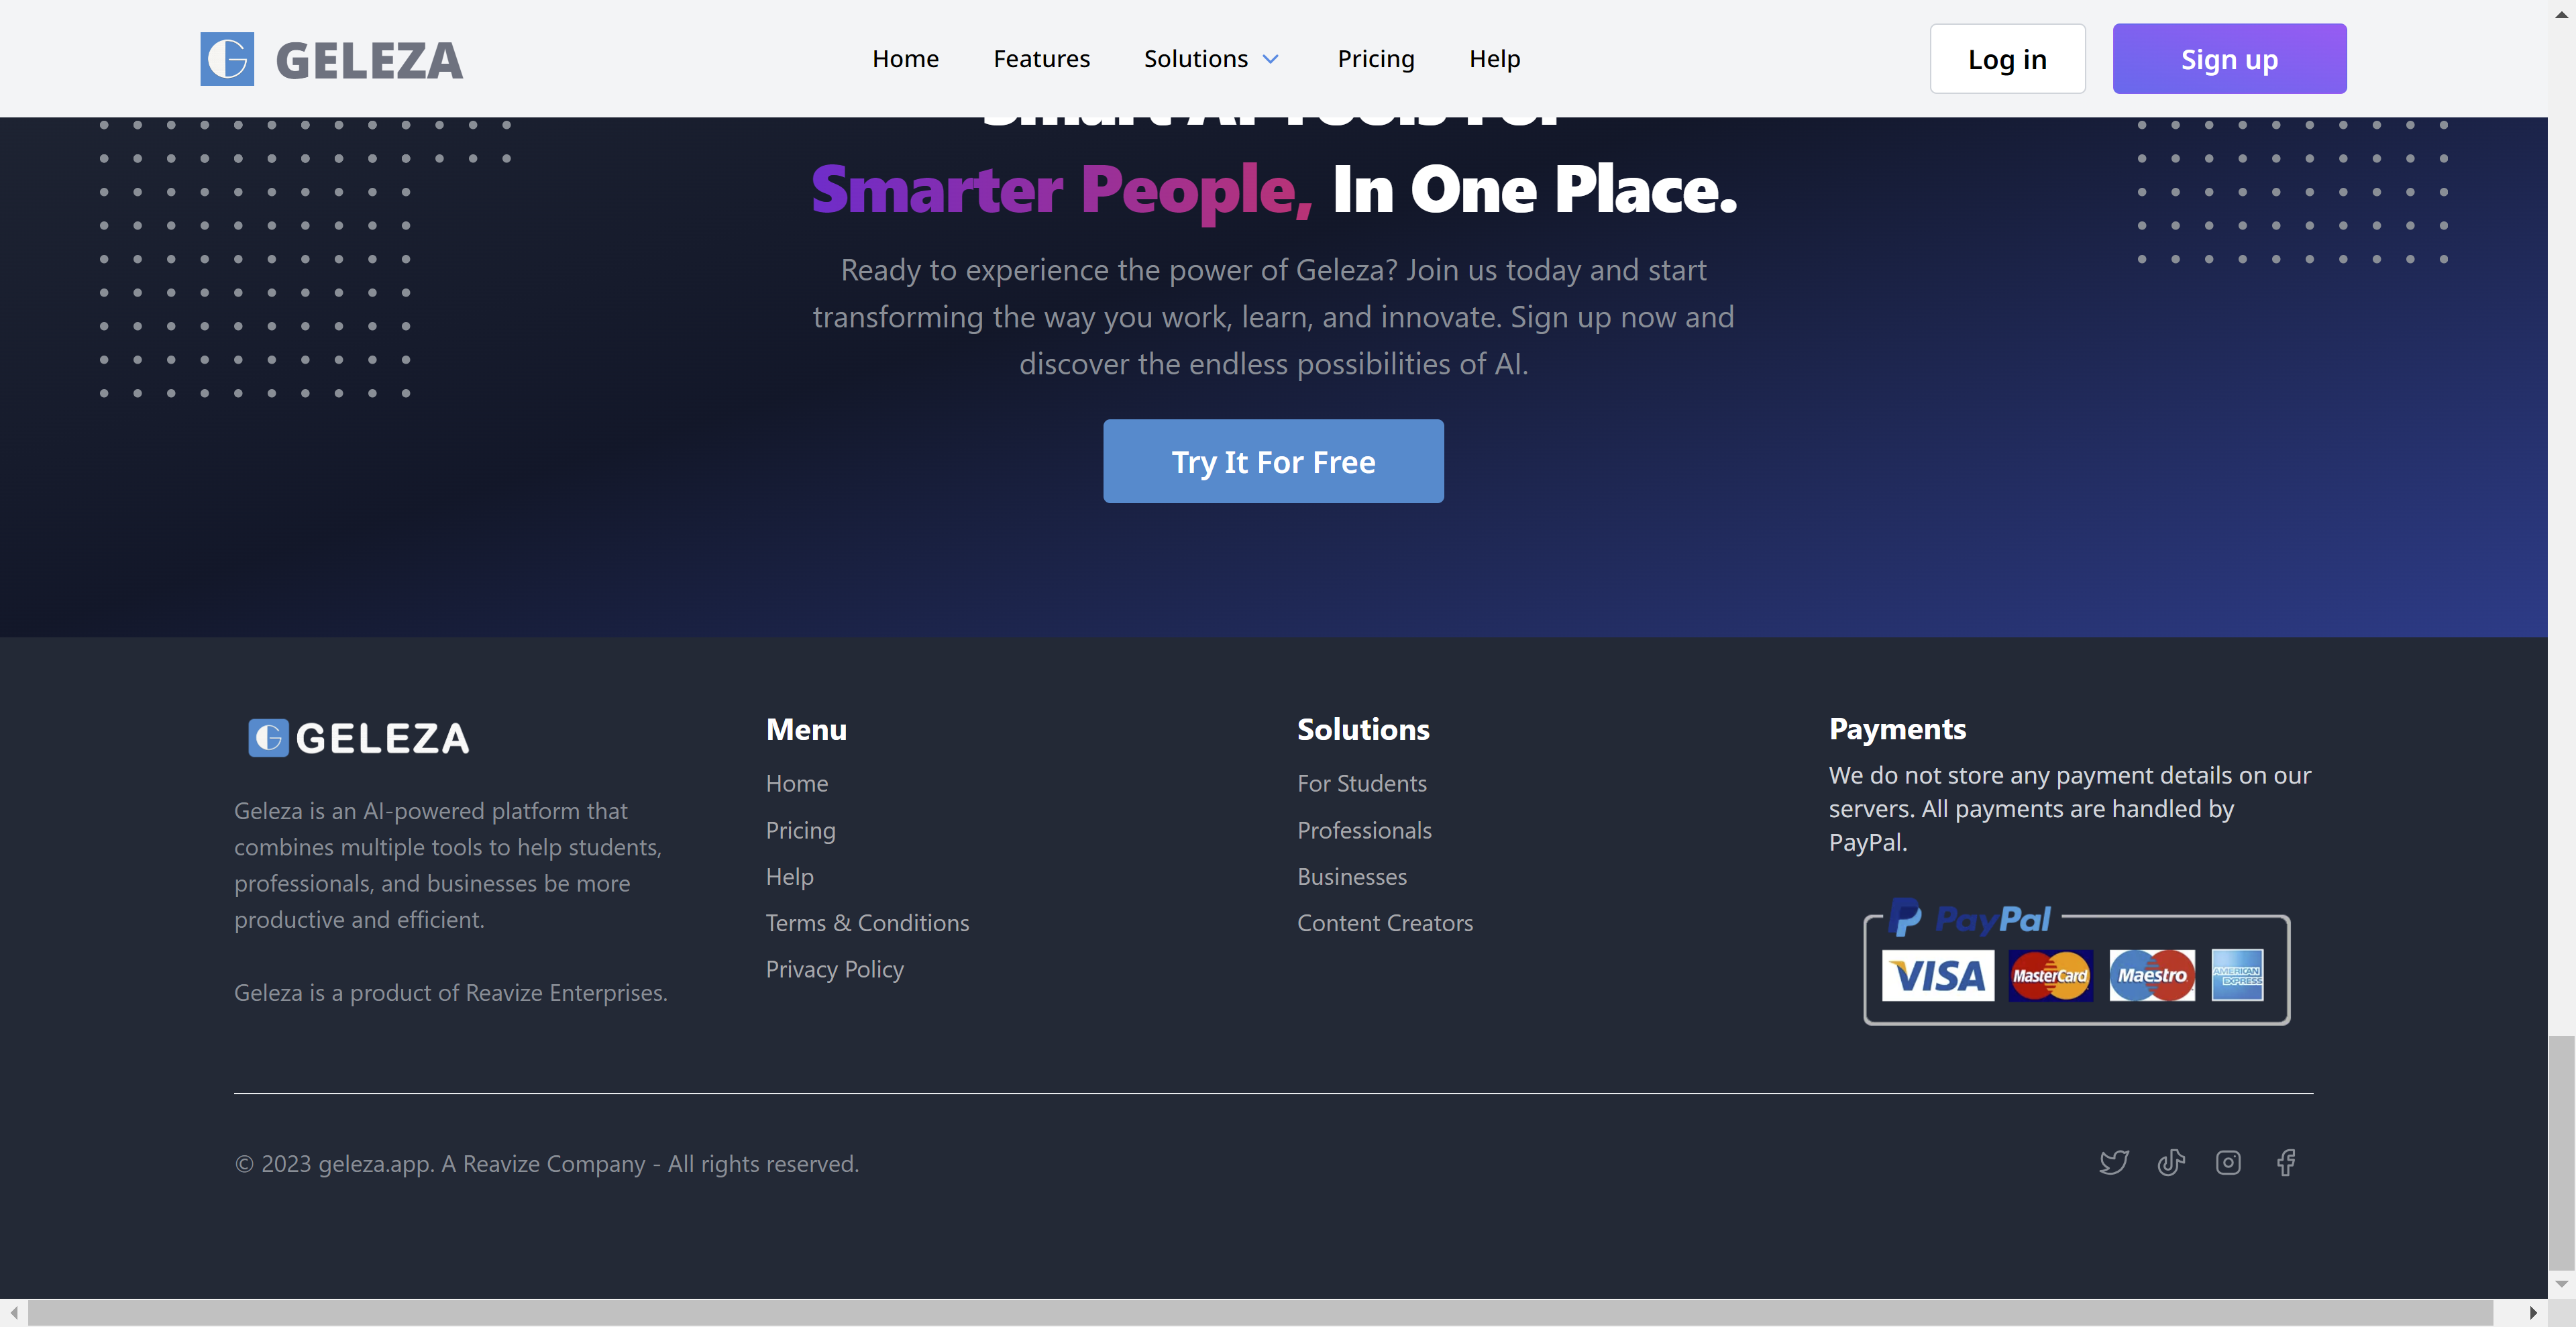 GELEZA
Home
Features
Solutions
Pricing
Help
Log in
Sign up
Smart AI Tools For
Smarter People, In One Place.
Ready to experience the power of Geleza? Join us today and start
transforming the way you work, learn, and innovate. Sign up now and
discover the endless possibilities of AI.
Try It For Free
GELEZA
Geleza is an AI-powered platform that
combines multiple tools to help students,
professionals, and businesses be more
productive and efficient.
Geleza is a product of Reavize Enterprises.
Menu
Home
Pricing
Help
Terms & Conditions
Privacy Policy
Solutions
For Students
Professionals
Businesses
Content Creators
Payments
We do not store any payment details on our
servers. All payments are handled by
PayPal.
PayPal
VISA
MasterCard
Maestro
AMERICAN
EXPRESS
© 2023 geleza.app. A Reavize Company - All rights reserved.